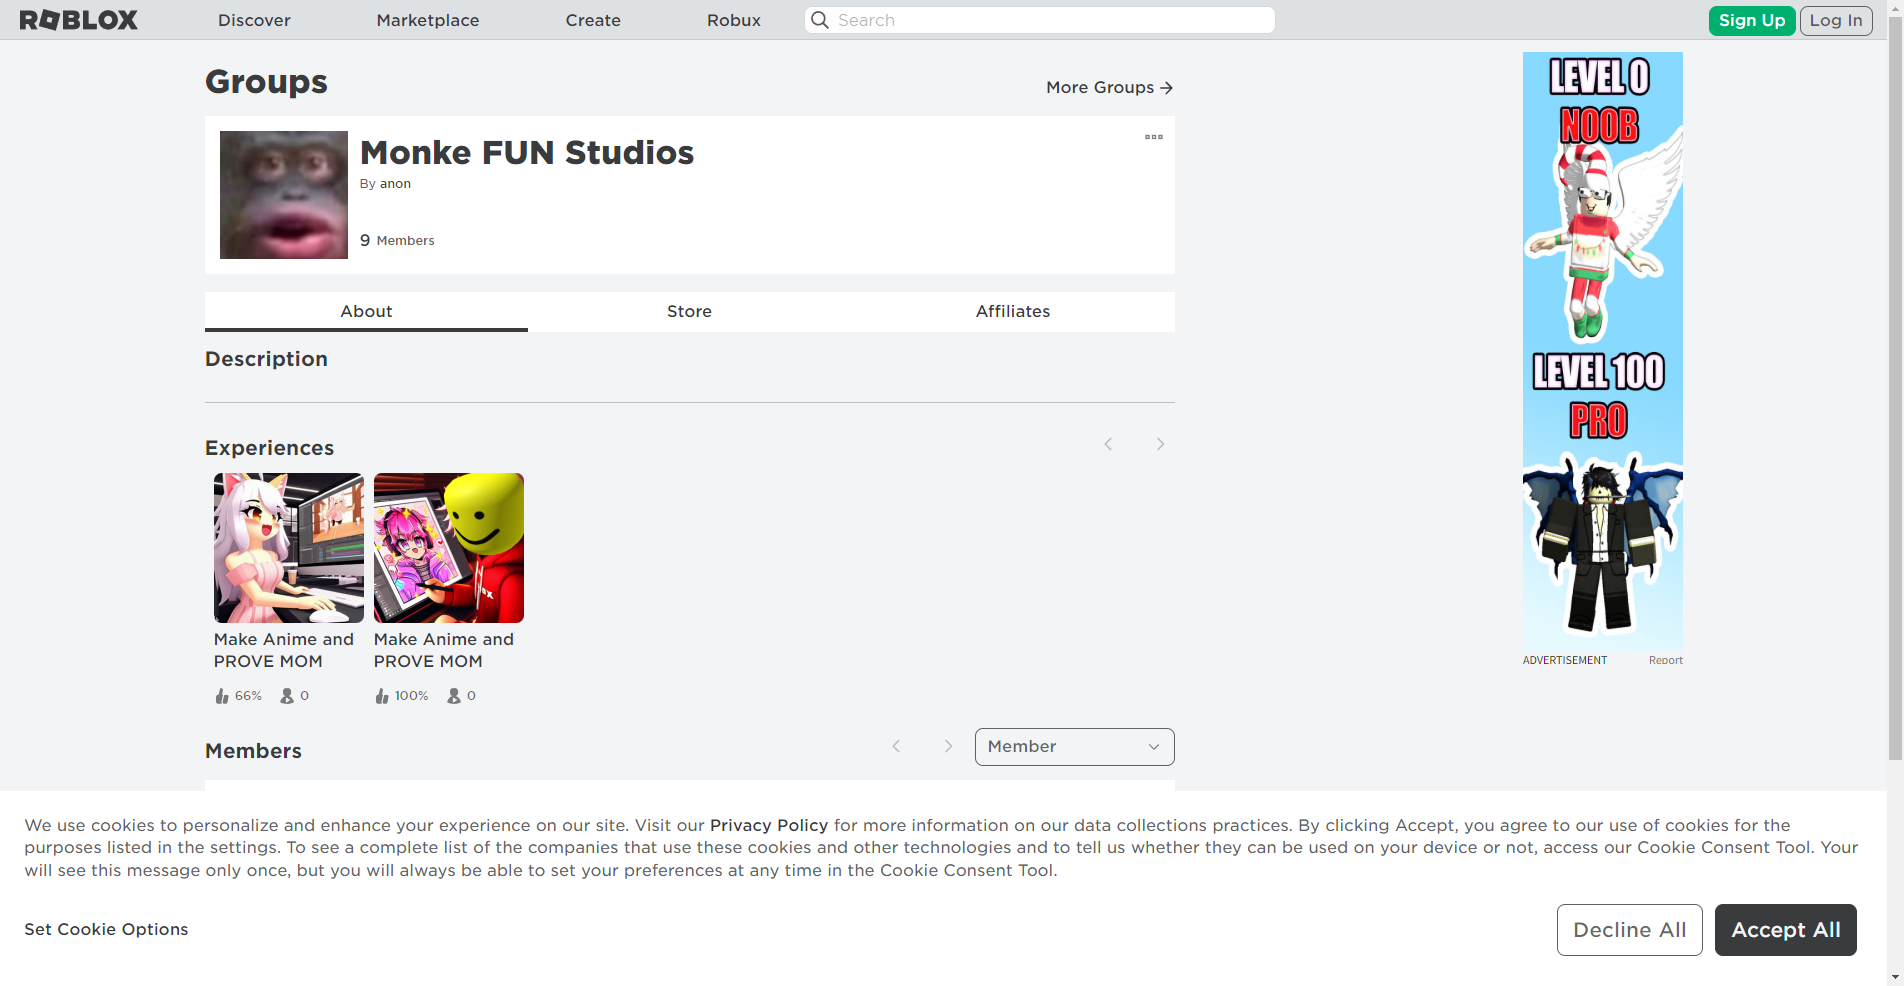 ROBLOX
Discover
Marketplace
Create
Robux
Search
Sign Up
Log In
Groups
More Groups
Monke FUN Studios
By anon
9 Members
About
Store
Affiliates
Description
Experiences
Make Anime and
PROVE MOM
66% 0
Make Anime and
PROVE MOM
100% 0
Members
Member
LEVEL 0
NOOB
LEVEL 100
PRO
ADVERTISEMENT
Report
We use cookies to personalize and enhance your experience on our site. Visit our Privacy Policy for more information on our data collections practices. By clicking Accept, you agree to our use of cookies for the
purposes listed in the settings. To see a complete list of the companies that use these cookies and other technologies and to tell us whether they can be used on your device or not, access our Cookie Consent Tool. Your
will see this message only once, but you will always be able to set your preferences at any time in the Cookie Consent Tool.
Set Cookie Options
Decline All
Accept All